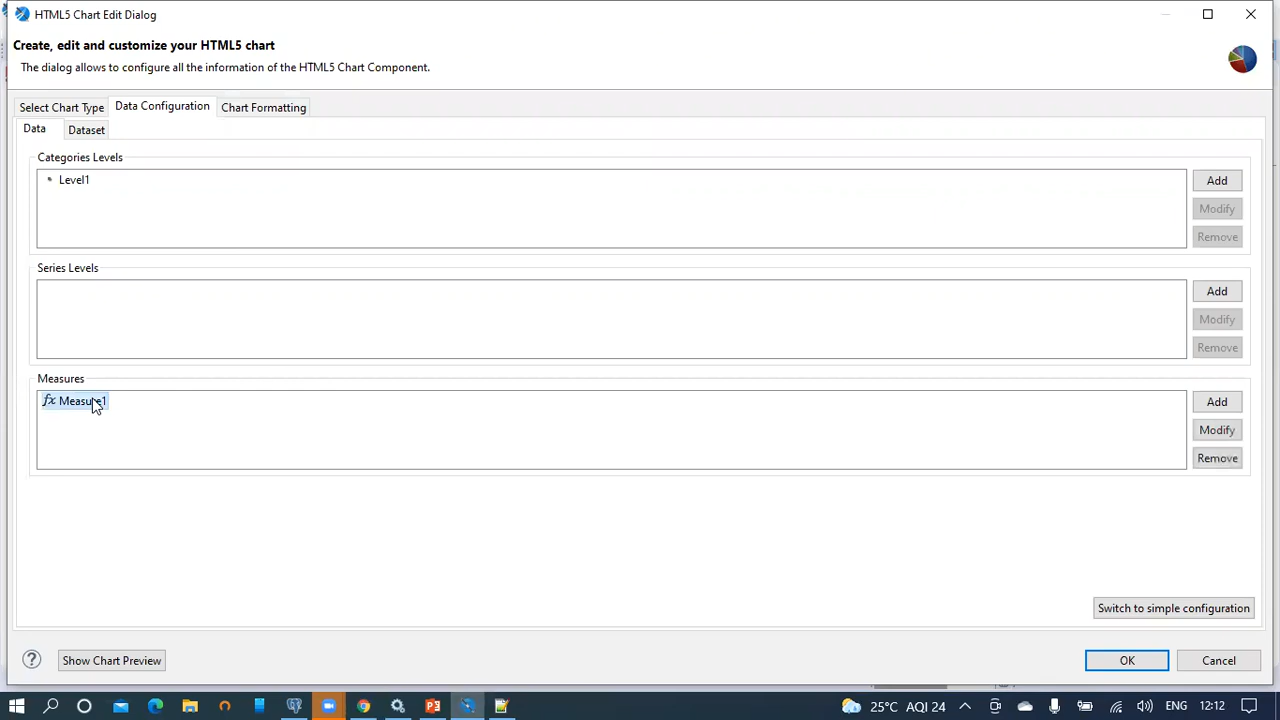 HTML5 Chart Edit Dialog
Create, edit and customize your HTML5 chart
The dialog allows to configure all the information of the HTML5 Chart Component.
Select Chart Type Data Configuration Chart Formatting
Data Dataset
Categories Levels
Level1 Add
Modify
Remove
Series Levels
Add
Modify
Remove
Measures
fx Measure1 Add
Modify
Remove
Switch to simple configuration
? Show Chart Preview OK Cancel
25°C AQI 24 ENG 12:12